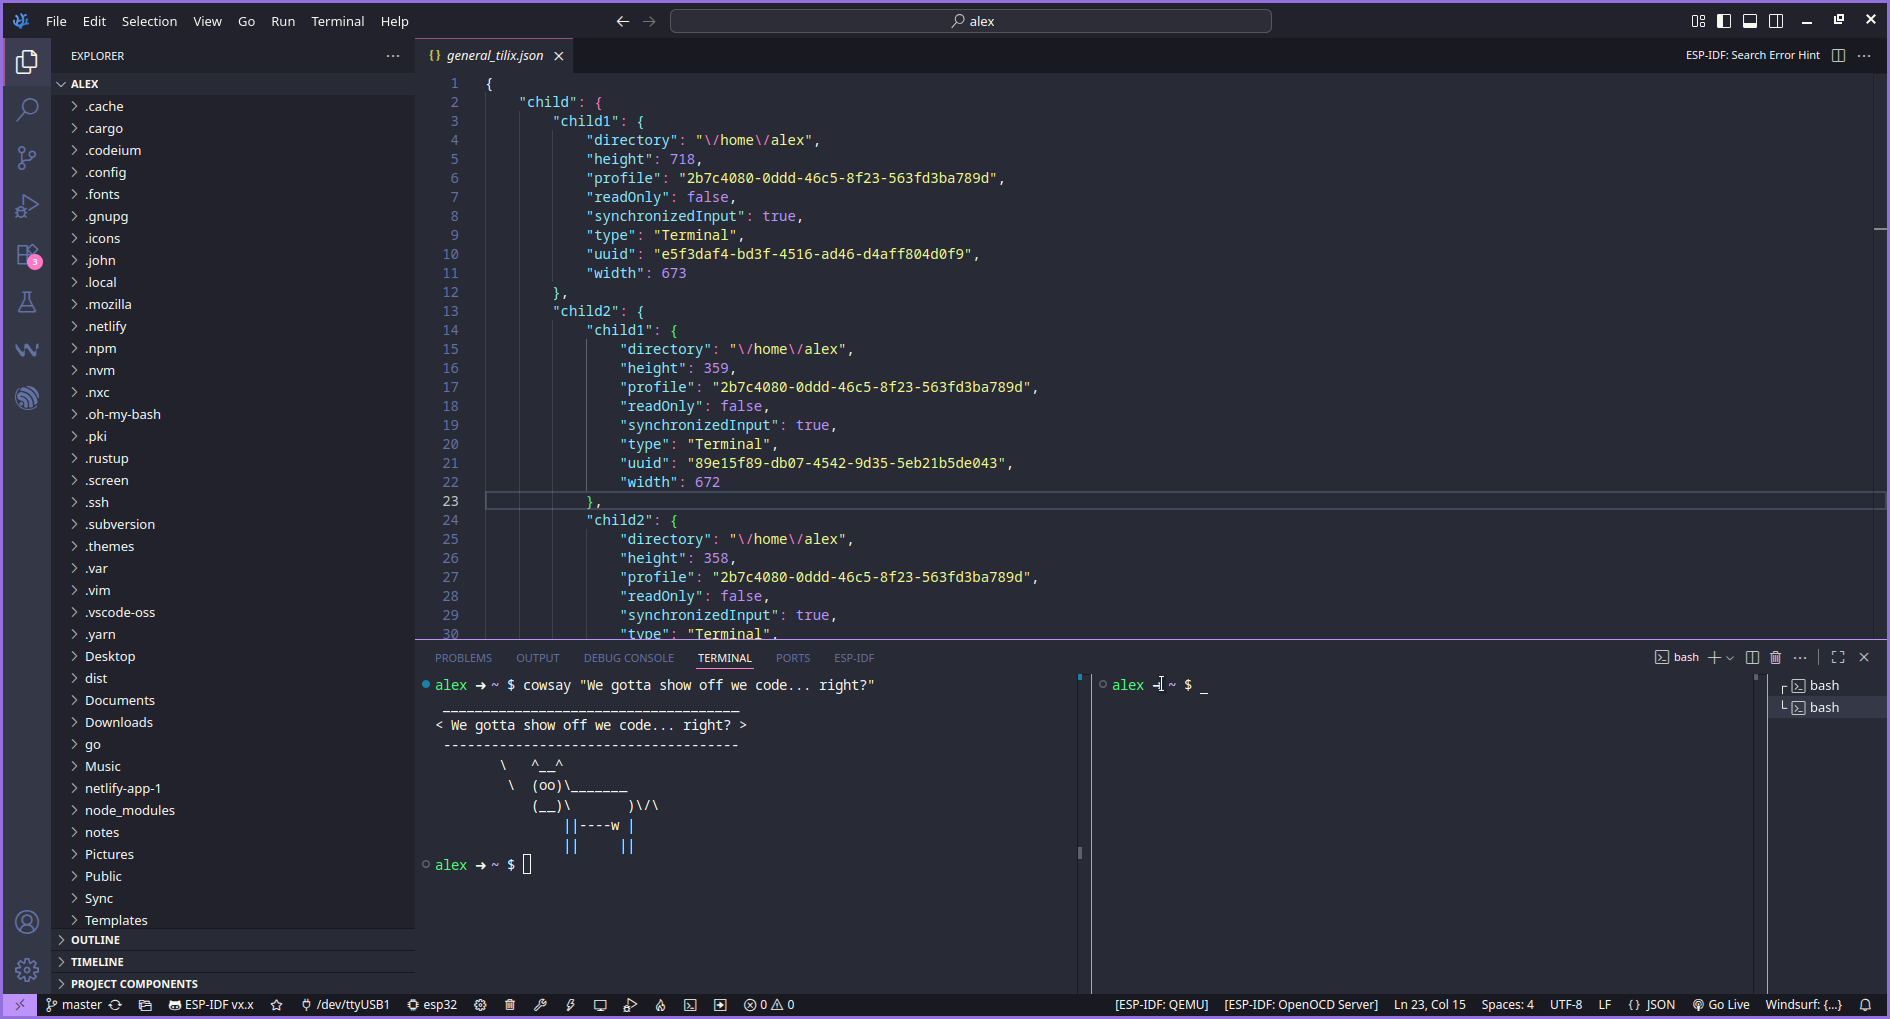 File Edit Selection View Go Run Terminal Help
alex
EXPLORER
ALEX
.cache
.cargo
.codeium
.config
.fonts
.gnupg
.icons
.john
.local
.mozilla
.netlify
.npm
.nvm
.nxc
.oh-my-bash
.pki
.rustup
.screen
.ssh
.subversion
.themes
.var
.vim
.vscode-oss
.yarn
Desktop
dist
Documents
Downloads
go
Music
netlify-app-1
node_modules
notes
Pictures
Public
Sync
Templates
OUTLINE
TIMELINE
PROJECT COMPONENTS
3
{} general_tilix.json
ESP-IDF: Search Error Hint
1 {
2 "child": {
3 "child1": {
4 "directory": "\/home\/alex",
5 "height": 718,
6 "profile": "2b7c4080-0ddd-46c5-8f23-563fd3ba789d",
7 "readOnly": false,
8 "synchronizedInput": true,
9 "type": "Terminal",
10 "uuid": "e5f3daf4-bd3f-4516-ad46-d4aff804d0f9",
11 "width": 673
12 },
13 "child2": {
14 "child1": {
15 "directory": "\/home\/alex",
16 "height": 359,
17 "profile": "2b7c4080-0ddd-46c5-8f23-563fd3ba789d",
18 "readOnly": false,
19 "synchronizedInput": true,
20 "type": "Terminal",
21 "uuid": "89e15f89-db07-4542-9d35-5eb21b5de043",
22 "width": 672
23 },
24 "child2": {
25 "directory": "\/home\/alex",
26 "height": 358,
27 "profile": "2b7c4080-0ddd-46c5-8f23-563fd3ba789d",
28 "readOnly": false,
29 "synchronizedInput": true,
30 "type": "Terminal",
PROBLEMS OUTPUT DEBUG CONSOLE TERMINAL PORTS ESP-IDF
bash
alex ➜ ~ $ cowsay "We gotta show off we code... right?"
 _____________________________________
< We gotta show off we code... right? >
 -------------------------------------
        \   ^__^
         \  (oo)\_______
            (__)\       )\/\
                ||----w |
                ||     ||
alex ➜ ~ $
alex ➜ ~ $ _
bash
bash
master ESP-IDF vx.x /dev/ttyUSB1 esp32 0 0 [ESP-IDF: QEMU] [ESP-IDF: OpenOCD Server] Ln 23, Col 15 Spaces: 4 UTF-8 LF {} JSON Go Live Windsurf: {...}